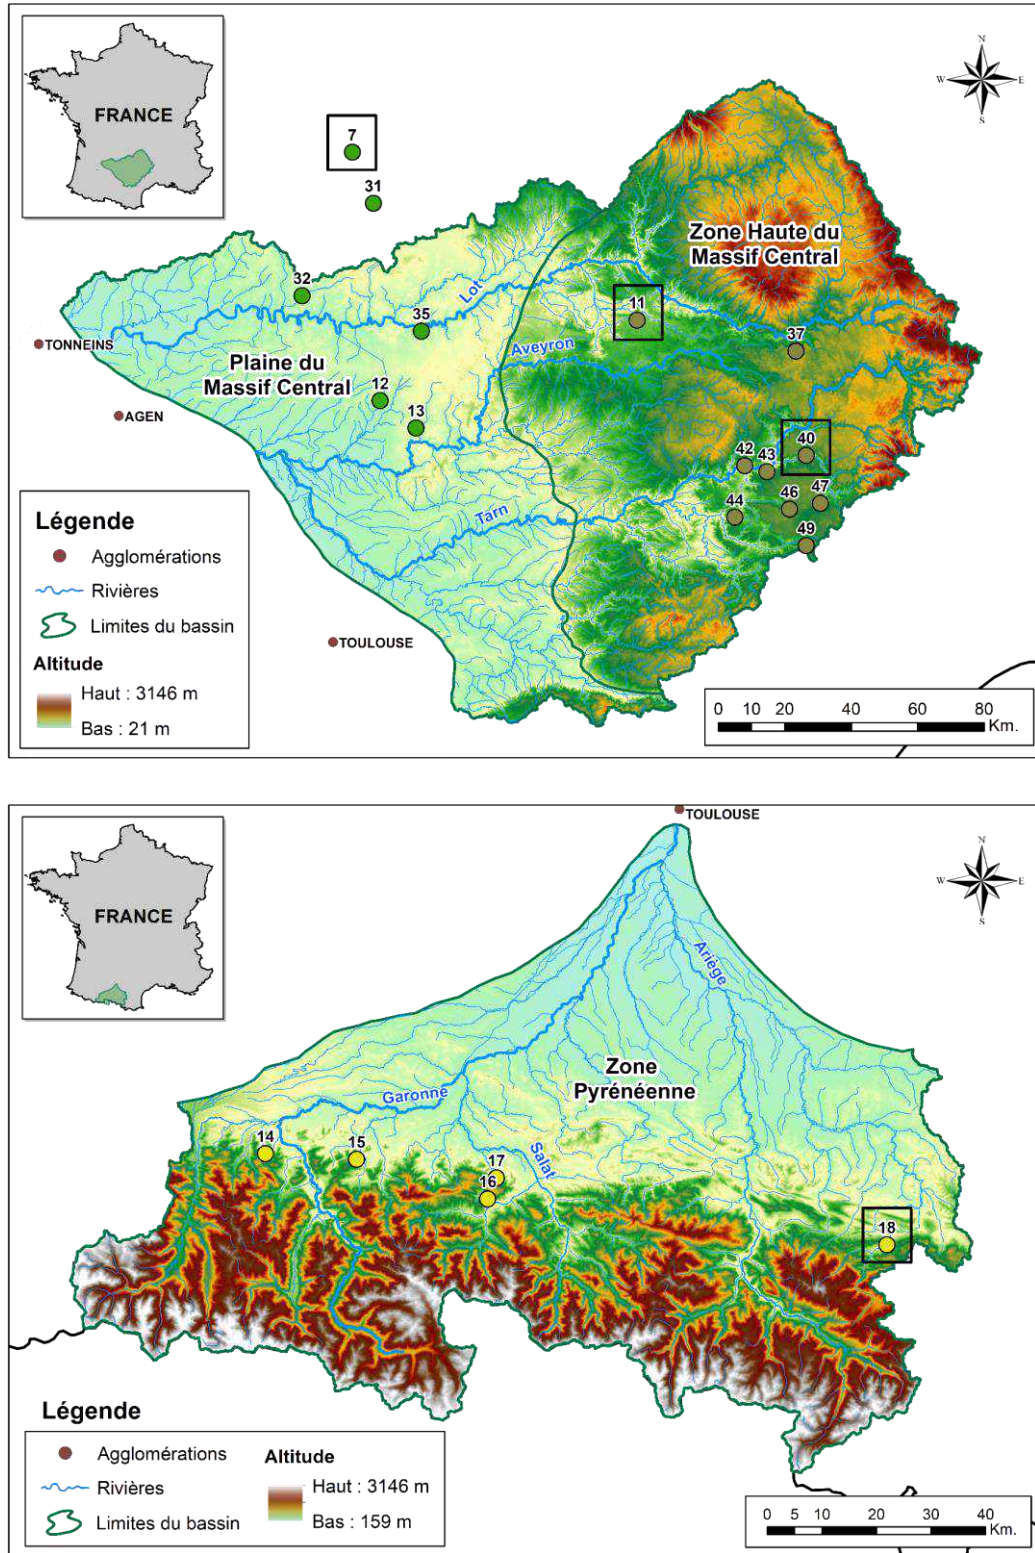 FRANCE
N
W
E
S
7
31
Zone Haute du
Massif Central
32
Lot
11
35
37
TONNEINS
Aveyron
Plaine du
Massif Central
12
AGEN
13
42
43
40
44
46
47
Tarn
49
Légende
Agglomérations
Rivières
Limites du bassin
Altitude
Haut : 3146 m
Bas : 21 m
TOULOUSE
0 10 20 40 60 80
Km.
TOULOUSE
FRANCE
N
W
E
S
Ariège
Zone
Pyrénéenne
Garonne
14
15
Salat
17
16
18
Légende
Agglomérations
Rivières
Limites du bassin
Altitude
Haut : 3146 m
Bas : 159 m
0 5 10 20 30 40
Km.